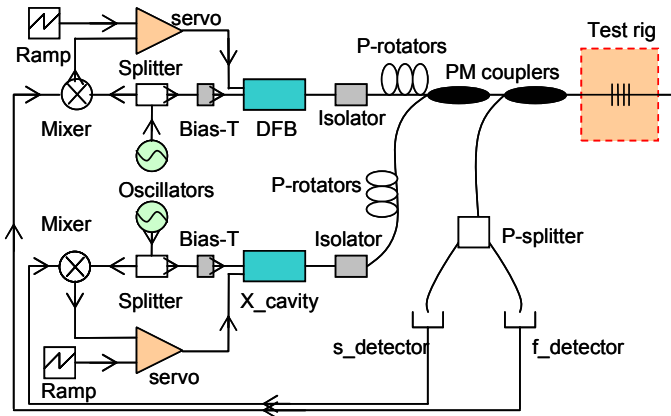 servo
Test rig
Ramp
P-rotators
Splitter
PM couplers
Mixer
Bias-T
DFB
Isolator
Oscillators
P-rotators
Mixer
Bias-T
Isolator
P-splitter
Splitter
X_cavity
s_detector
f_detector
Ramp
servo